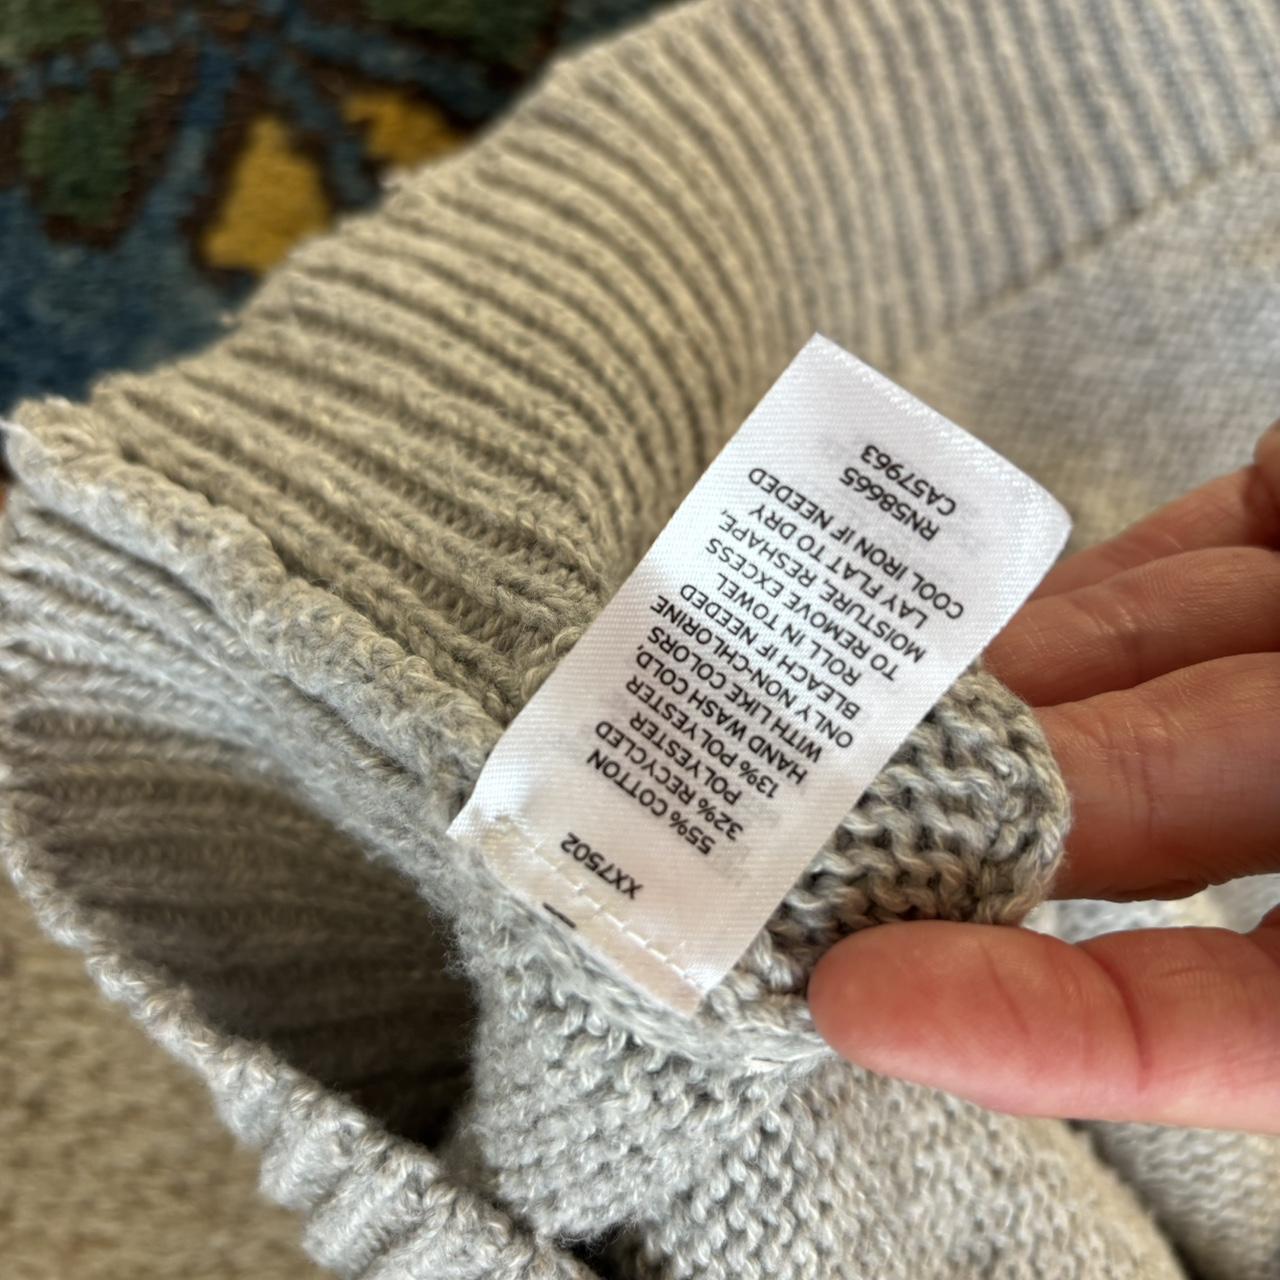 XX7502
55% COTTON
32% RECYCLED
POLYESTER
13% POLYESTER
HAND WASH COLD,
WITH LIKE COLORS
ONLY NON-CHLORINE
BLEACH IF NEEDED
ROLL IN TOWEL
TO REMOVE EXCESS
MOISTURE, RESHAPE,
LAY FLAT TO DRY
COOL IRON IF NEEDED
RN58665
CA57963